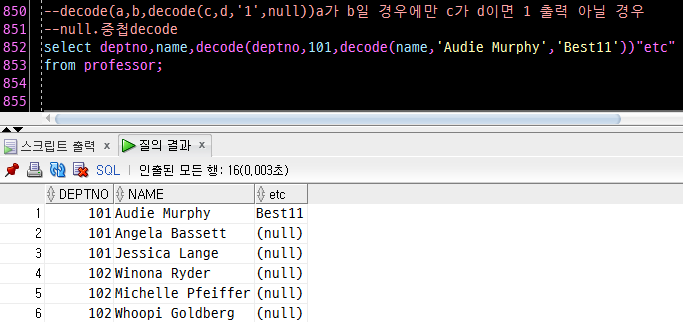 850 --decode(a,b,decode(c,d,'1',null))a가 b일 경우에만 c가 d이면 1 출력 아닐 경우
851 --null.중첩decode
852 select deptno,name,decode(deptno,101,decode(name,'Audie Murphy','Best11'))"etc"
853 from professor;
854
855
스크립트 출력 x 질의 결과 x
SQL | 인출된 모든 행: 16(0,003초)
DEPTNO NAME etc
1 101 Audie Murphy Best11
2 101 Angela Bassett (null)
3 101 Jessica Lange (null)
4 102 Winona Ryder (null)
5 102 Michelle Pfeiffer (null)
6 102 Whoopi Goldberg (null)